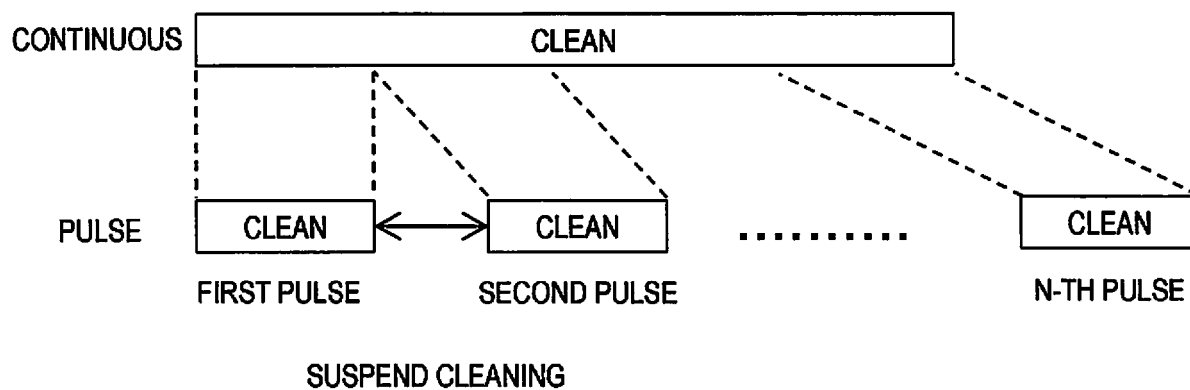 CONTINUOUS CLEAN
PULSE CLEAN CLEAN CLEAN
FIRST PULSE SECOND PULSE N-TH PULSE
SUSPEND CLEANING